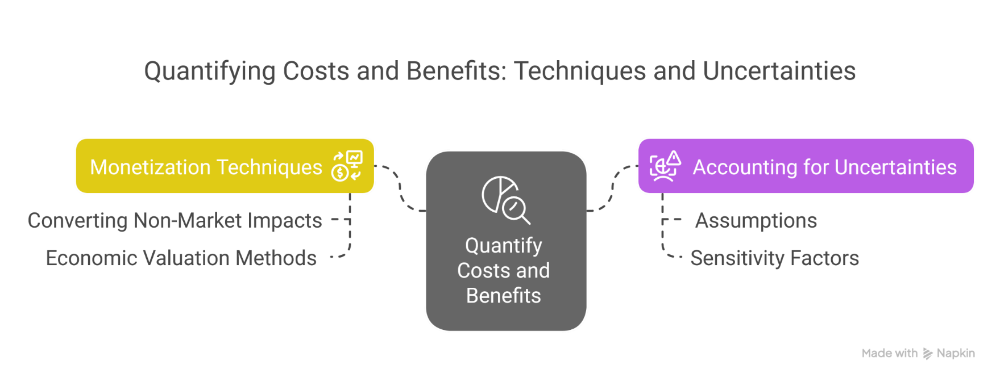 Quantifying Costs and Benefits: Techniques and Uncertainties
Monetization Techniques
Converting Non-Market Impacts
Economic Valuation Methods
Quantify
Costs and
Benefits
Accounting for Uncertainties
Assumptions
Sensitivity Factors
Made with Napkin